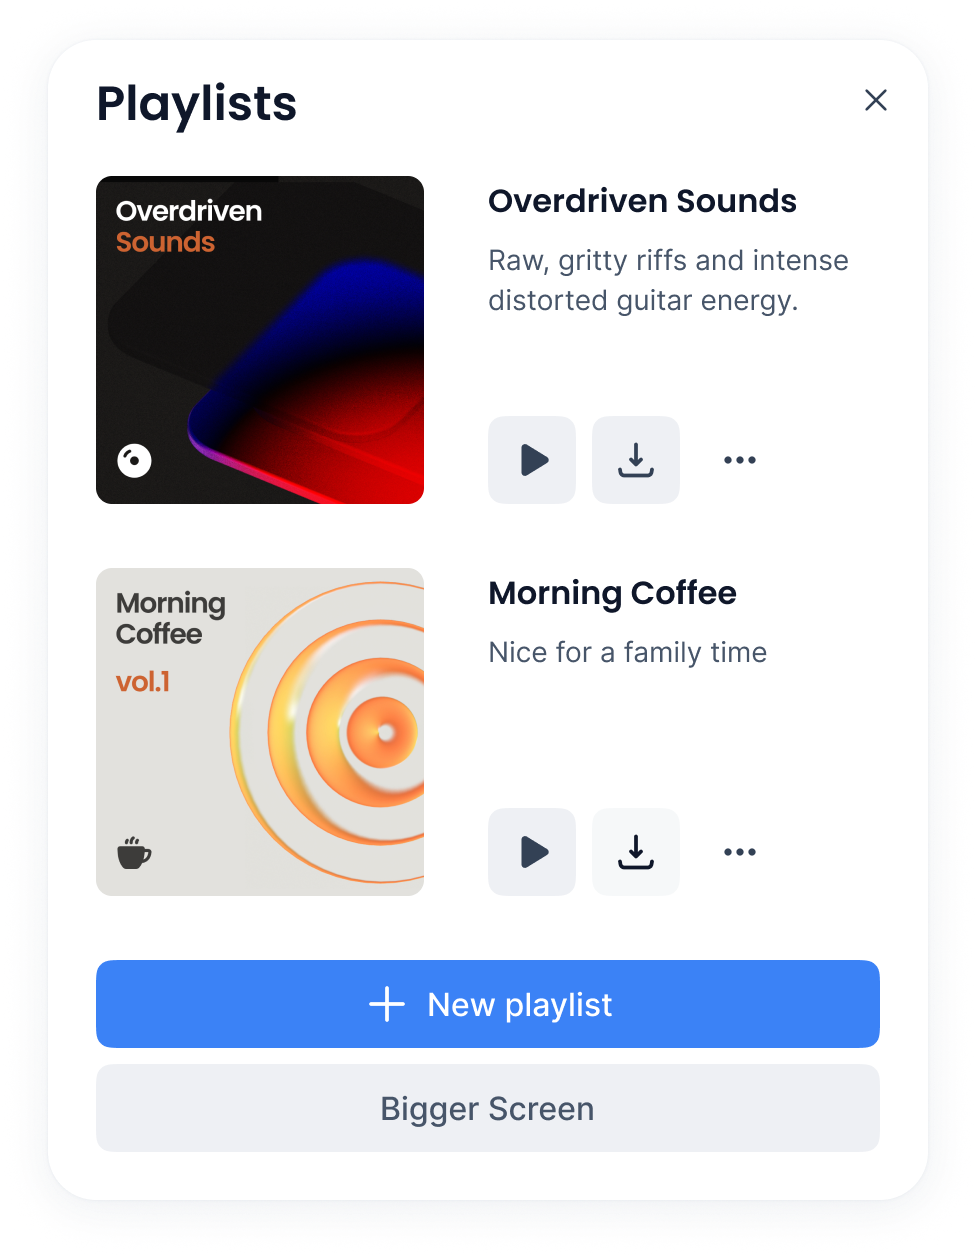 Playlists
Overdriven
Sounds
Overdriven Sounds
Raw, gritty riffs and intense
distorted guitar energy.
Morning
Coffee
vol.1
Morning Coffee
Nice for a family time
New playlist
Bigger Screen